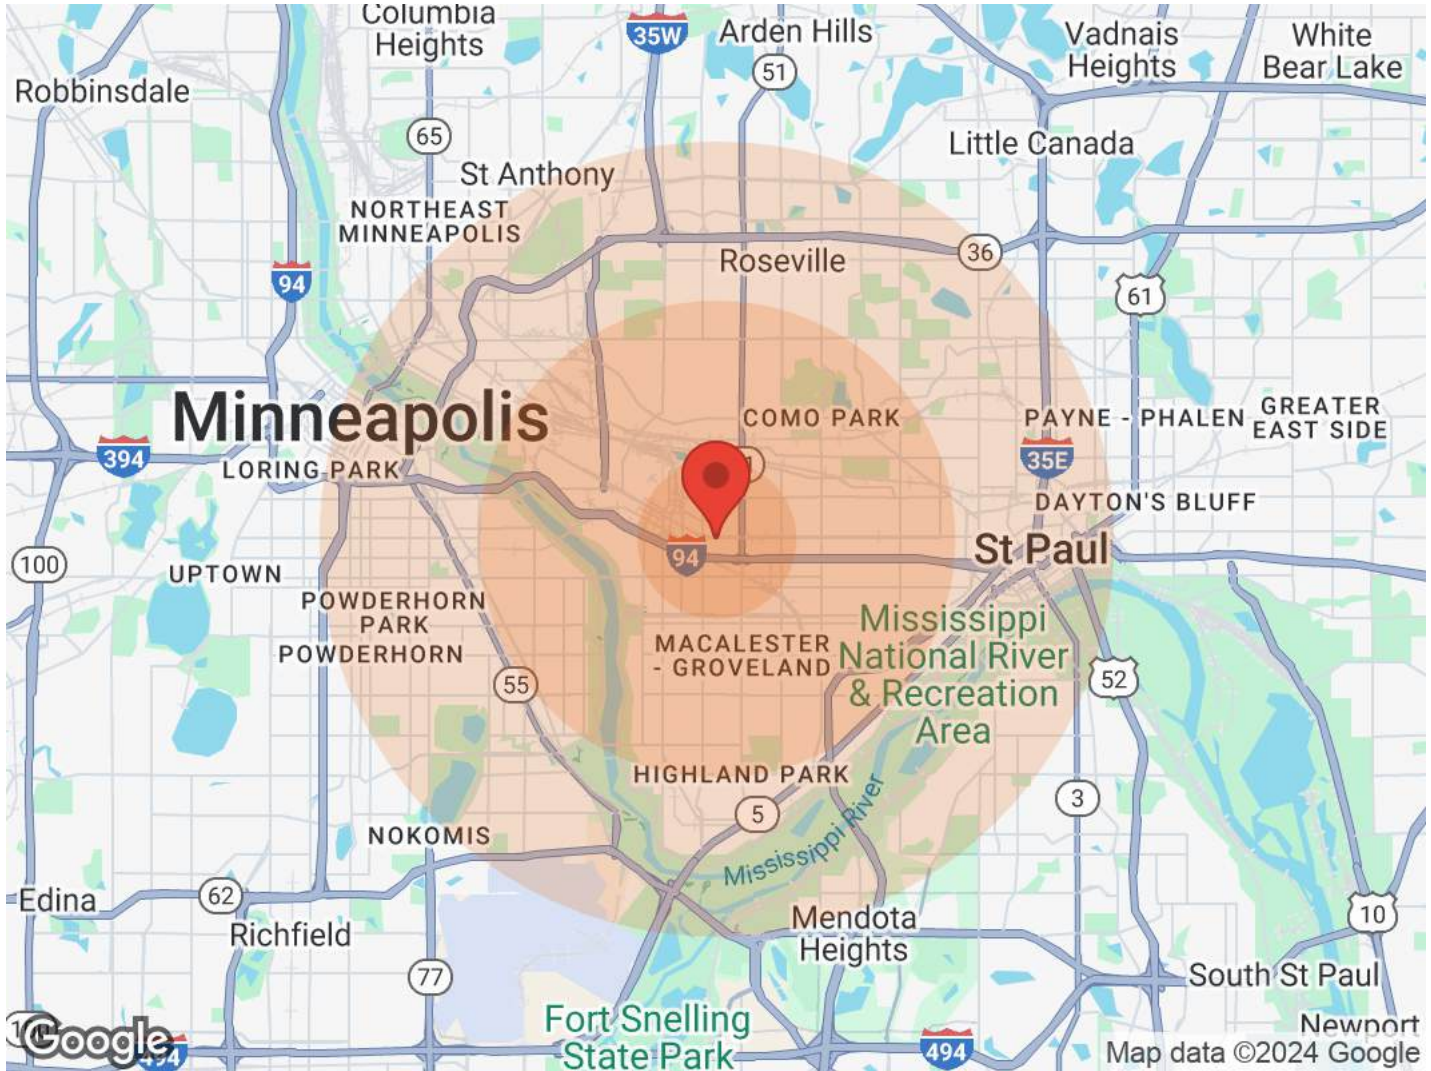 Columbia
Heights
35W
Arden Hills
51
Vadnais
Heights
White
Bear Lake
Robbinsdale
65
Little Canada
St Anthony
NORTHEAST
MINNEAPOLIS
94
Roseville
36
61
Minneapolis
COMO PARK
PAYNE - PHALEN
GREATER
EAST SIDE
394
LORING PARK
35E
DAYTON'S BLUFF
94
St Paul
100
UPTOWN
POWDERHORN
PARK
POWDERHORN
MACALESTER
- GROVELAND
Mississippi
National River
& Recreation
Area
55
52
HIGHLAND PARK
5
3
Mississippi River
NOKOMIS
Edina
62
Richfield
Mendota
Heights
10
77
South St Paul
Fort Snelling
State Park
Newport
Google
494
494
Map data ©2024 Google